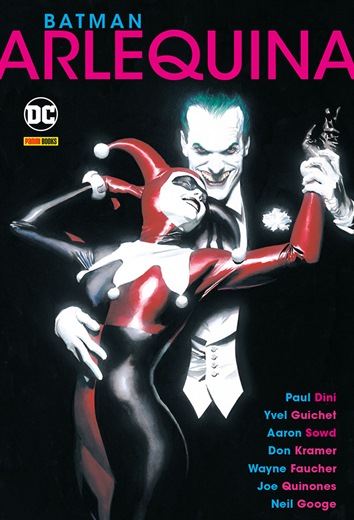 BATMAN
ARLEQUINA
DC
PANINI BOOKS
Paul Dini
Yvel Guichet
Aaron Sowd
Don Kramer
Wayne Faucher
Joe Quinones
Neil Googe